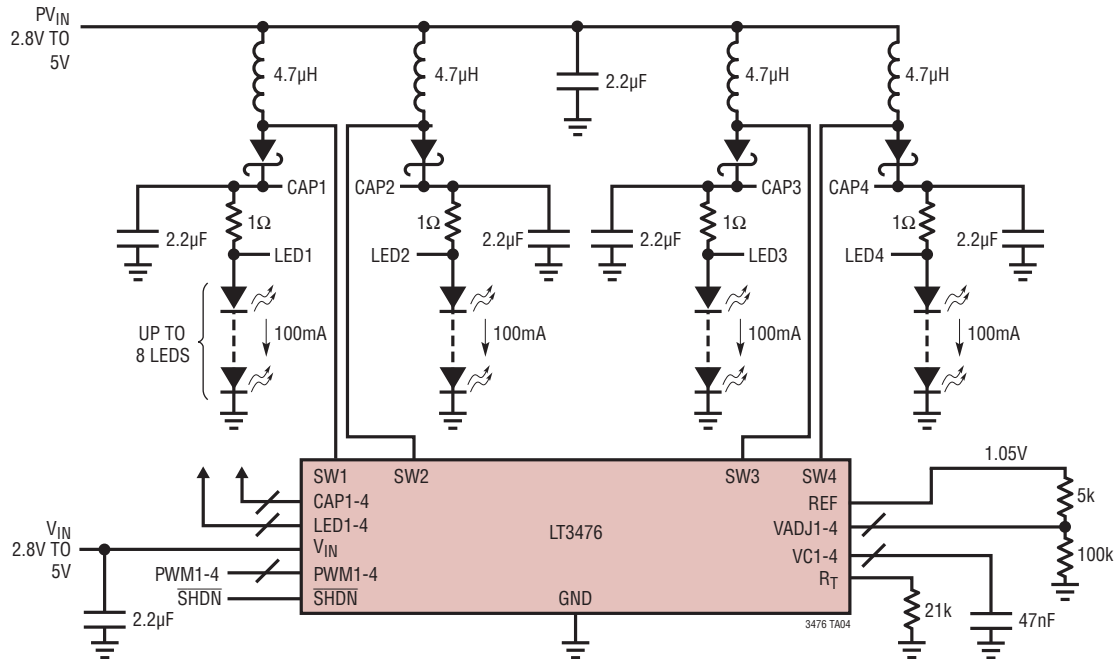 PVIN
2.8V TO
5V
4.7µH
4.7µH
2.2µF
4.7µH
4.7µH
CAP1
CAP2
CAP3
CAP4
1Ω
1Ω
1Ω
1Ω
2.2µF
2.2µF
2.2µF
2.2µF
LED1
LED2
LED3
LED4
UP TO
8 LEDS
100mA
100mA
100mA
100mA
SW1
SW2
SW3
SW4
CAP1-4
LED1-4
VIN
PWM1-4
SHDN
LT3476
GND
REF
VADJ1-4
VC1-4
RT
3476 TA04
VIN
2.8V TO
5V
PWM1-4
SHDN
2.2µF
1.05V
5k
100k
21k
47nF